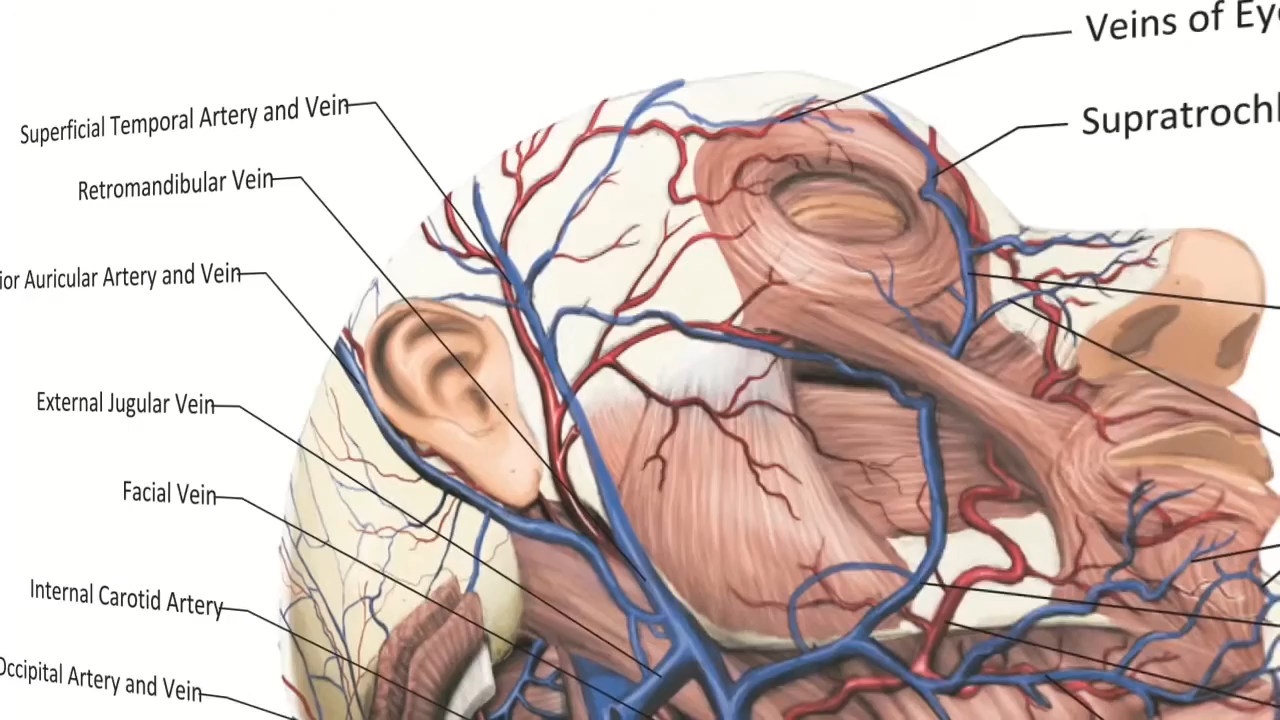 Veins of Eye
Supratrochl
Superficial Temporal Artery and Vein
Retromandibular Vein
ior Auricular Artery and Vein
External Jugular Vein
Facial Vein
Internal Carotid Artery
Occipital Artery and Vein